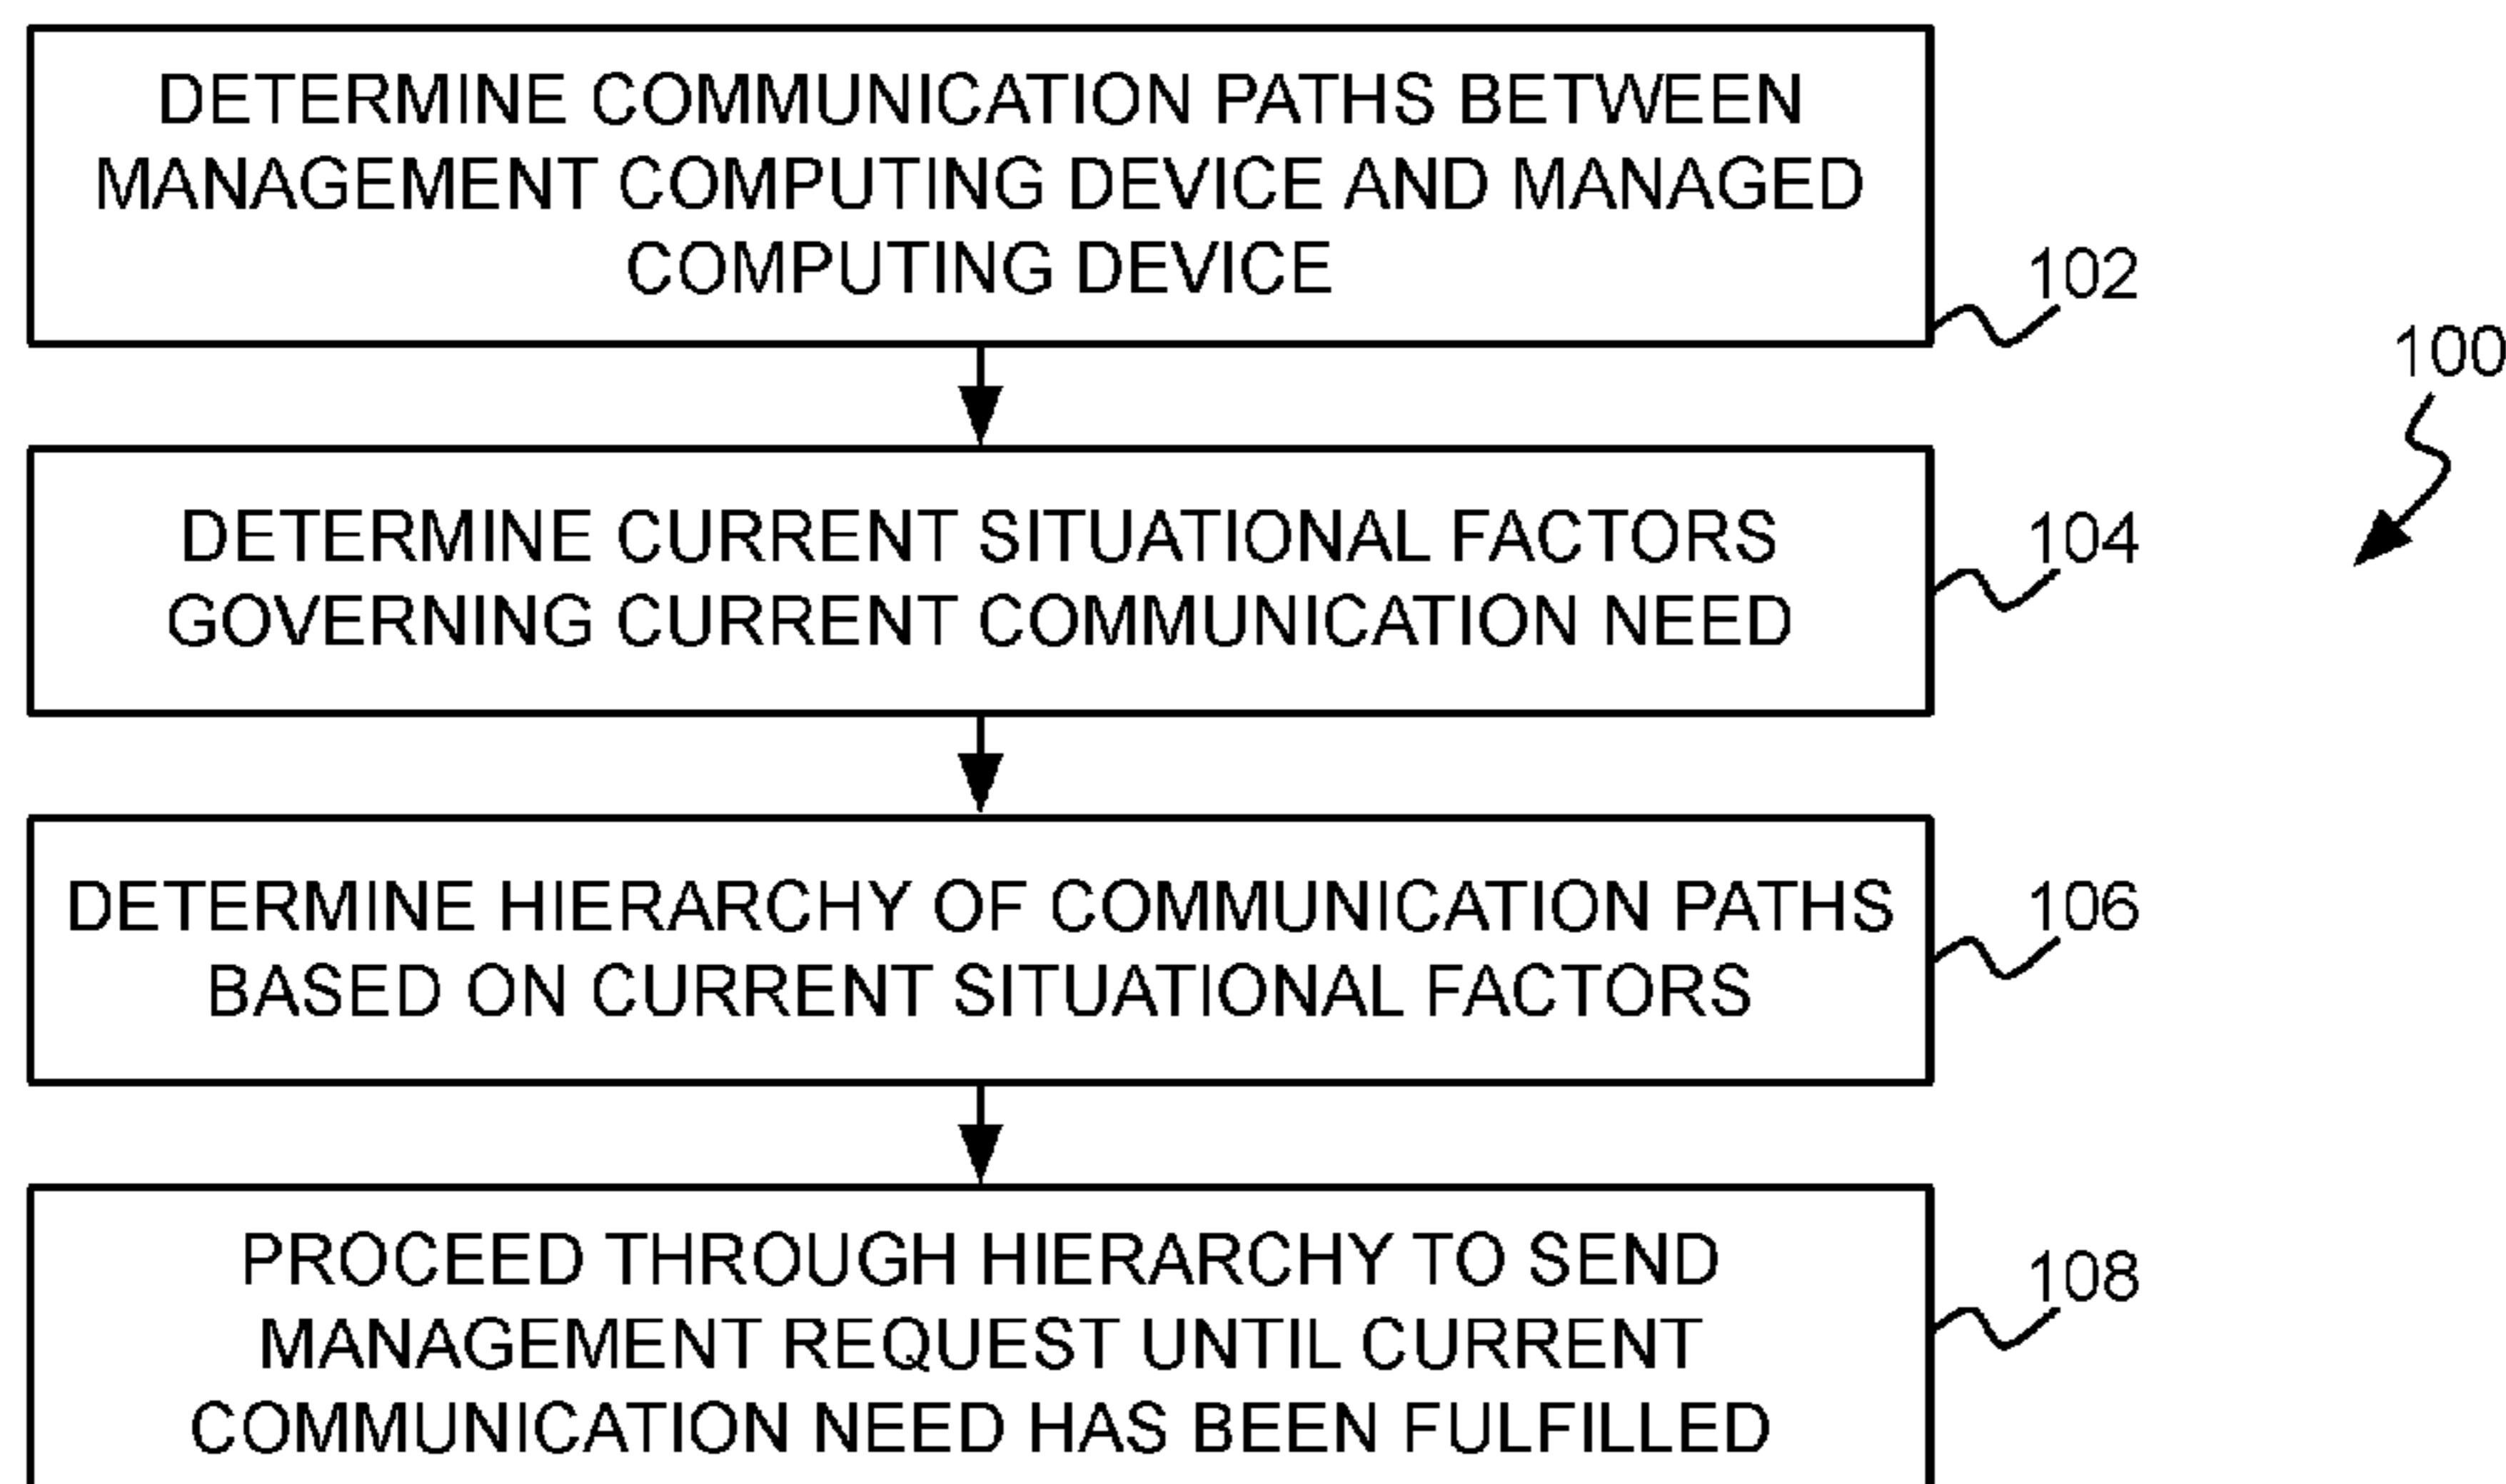 DETERMINE COMMUNICATION PATHS BETWEEN
MANAGEMENT COMPUTING DEVICE AND MANAGED
COMPUTING DEVICE
102
100
DETERMINE CURRENT SITUATIONAL FACTORS
GOVERNING CURRENT COMMUNICATION NEED
104
DETERMINE HIERARCHY OF COMMUNICATION PATHS
BASED ON CURRENT SITUATIONAL FACTORS
106
PROCEED THROUGH HIERARCHY TO SEND
MANAGEMENT REQUEST UNTIL CURRENT
COMMUNICATION NEED HAS BEEN FULFILLED
108